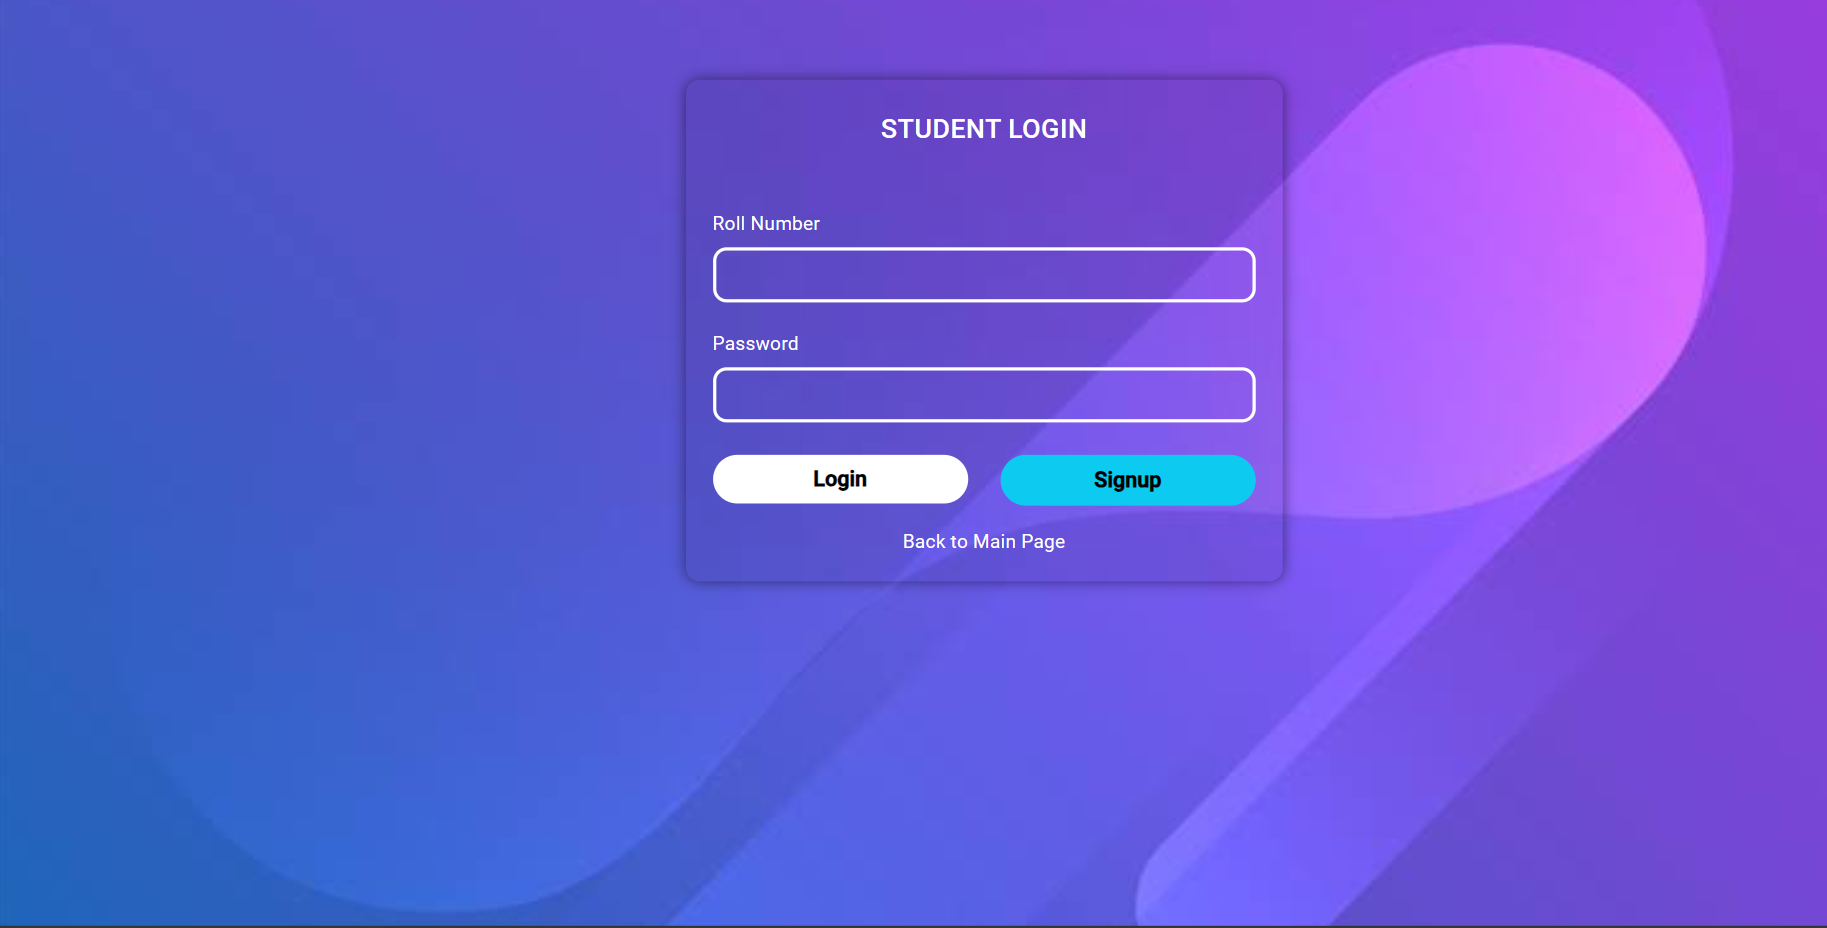 STUDENT LOGIN
Roll Number
Password
Login Signup
Back to Main Page